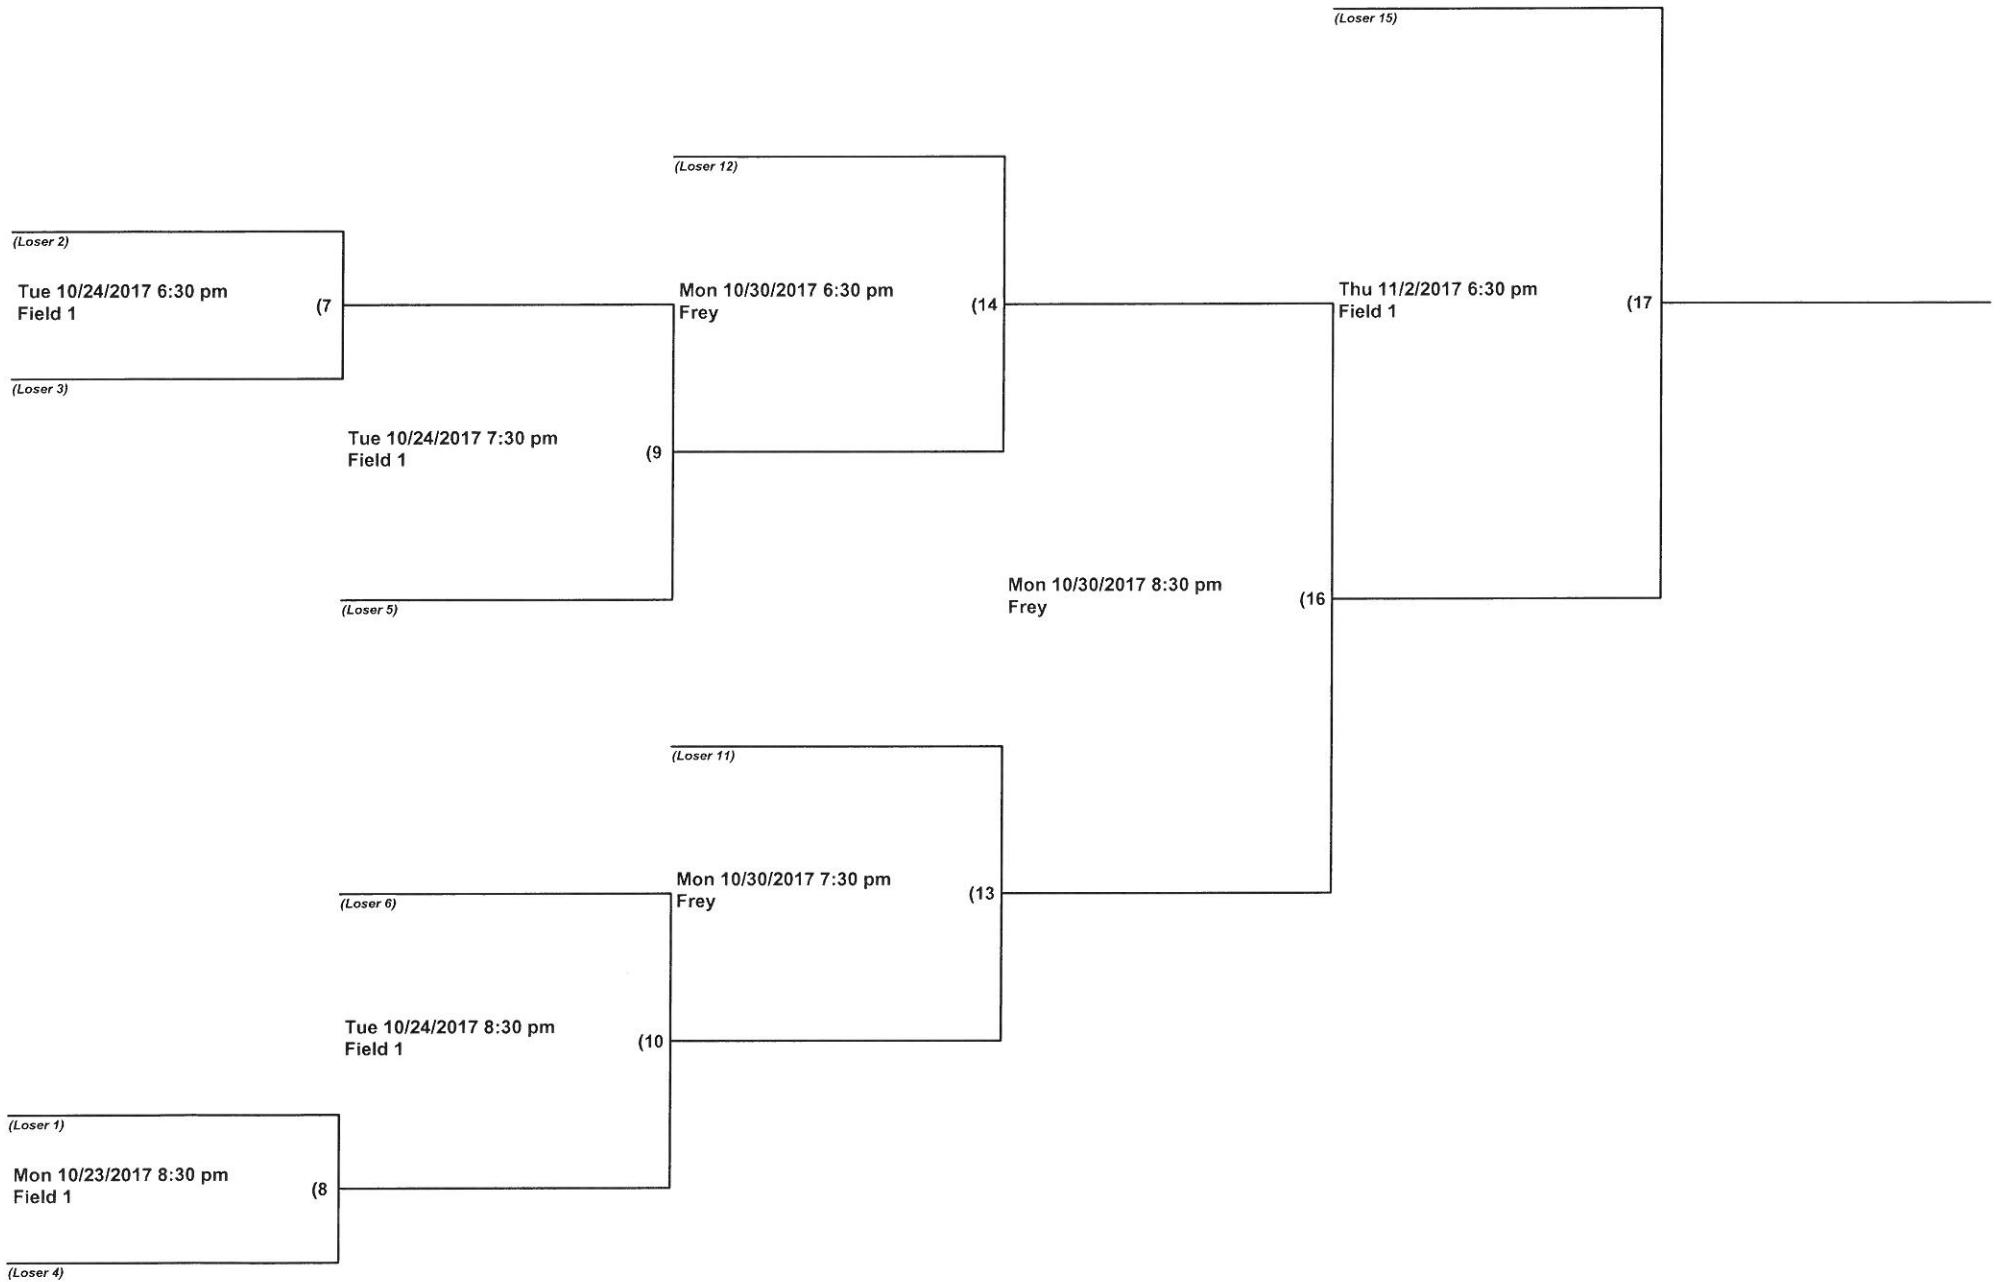 (Loser 15)
(Loser 12)
(Loser 2)
Tue 10/24/2017 6:30 pm
Field 1
(7
(Loser 3)
Mon 10/30/2017 6:30 pm
Frey
(14
Thu 11/2/2017 6:30 pm
Field 1
(17
Tue 10/24/2017 7:30 pm
Field 1
(9
(Loser 5)
Mon 10/30/2017 8:30 pm
Frey
(16
(Loser 11)
Mon 10/30/2017 7:30 pm
Frey
(13
(Loser 6)
Tue 10/24/2017 8:30 pm
Field 1
(10
(Loser 1)
Mon 10/23/2017 8:30 pm
Field 1
(8
(Loser 4)